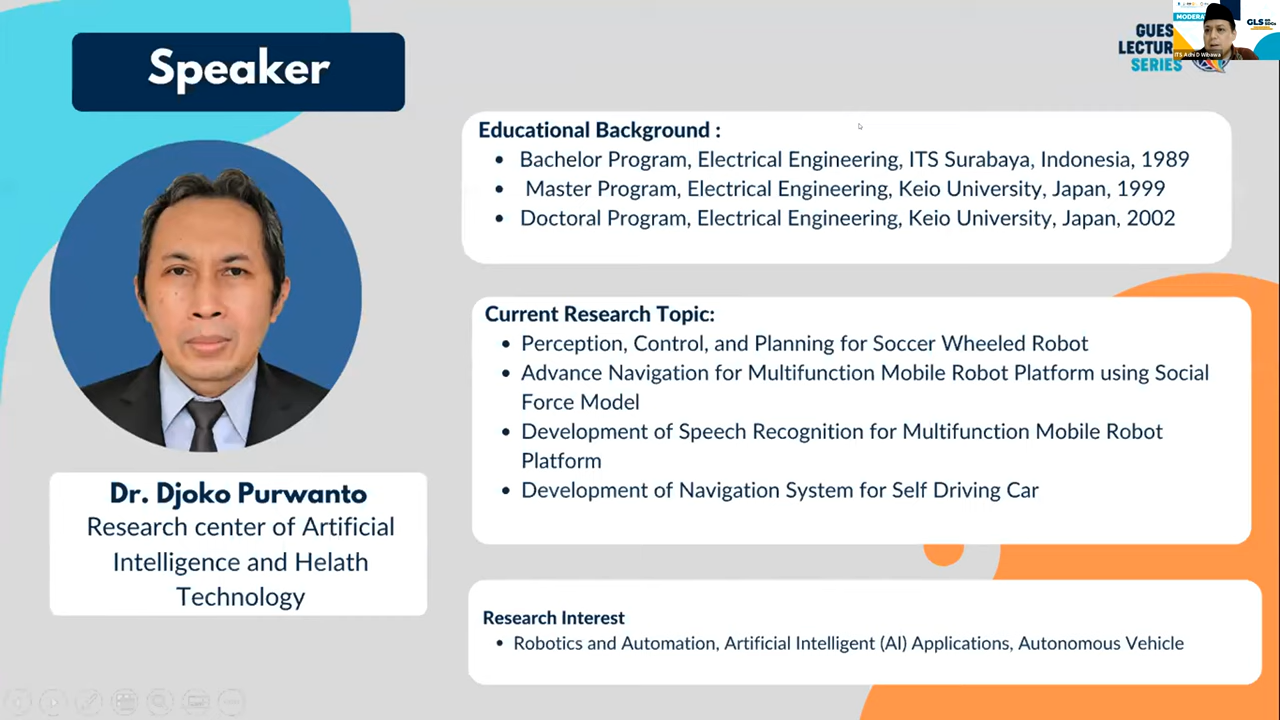 Speaker
GUES
LECTUR
SERIES
MODERA
GLS
ITS Adhi D Wibawa
Educational Background :
• Bachelor Program, Electrical Engineering, ITS Surabaya, Indonesia, 1989
• Master Program, Electrical Engineering, Keio University, Japan, 1999
• Doctoral Program, Electrical Engineering, Keio University, Japan, 2002
Current Research Topic:
• Perception, Control, and Planning for Soccer Wheeled Robot
• Advance Navigation for Multifunction Mobile Robot Platform using Social
Force Model
• Development of Speech Recognition for Multifunction Mobile Robot
Platform
• Development of Navigation System for Self Driving Car
Dr. Djoko Purwanto
Research center of Artificial
Intelligence and Helath
Technology
Research Interest
• Robotics and Automation, Artificial Intelligent (AI) Applications, Autonomous Vehicle